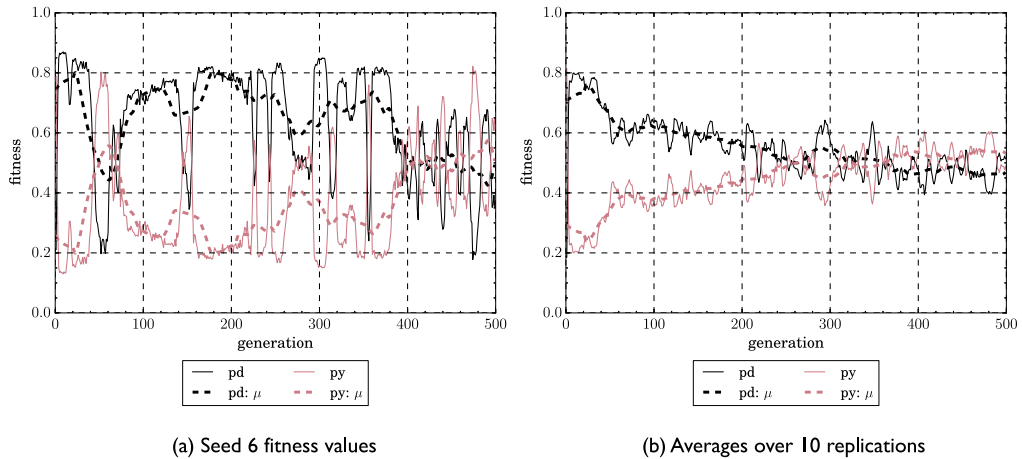 1.0
0.8
0.6
0.4
0.2
0.0
fitness
0 100 200 300 400 500
generation
pd py
pd: μ py: μ
(a) Seed 6 fitness values
1.0
0.8
0.6
0.4
0.2
0.0
fitness
0 100 200 300 400 500
generation
pd py
pd: μ py: μ
(b) Averages over 10 replications